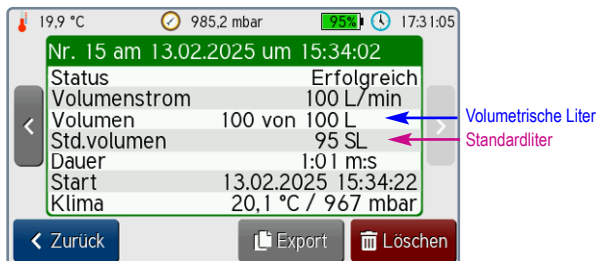 19,9 °C 985,2 mbar 95% 17:31:05
Nr. 15 am 13.02.2025 um 15:34:02
Status Erfolgreich
Volumenstrom 100 L/min
Volumen 100 von 100 L Volumetrische Liter
Std.volumen 95 SL Standardliter
Dauer 1:01 m:s
Start 13.02.2025 15:34:22
Klima 20,1 °C / 967 mbar
Zurück Export Löschen